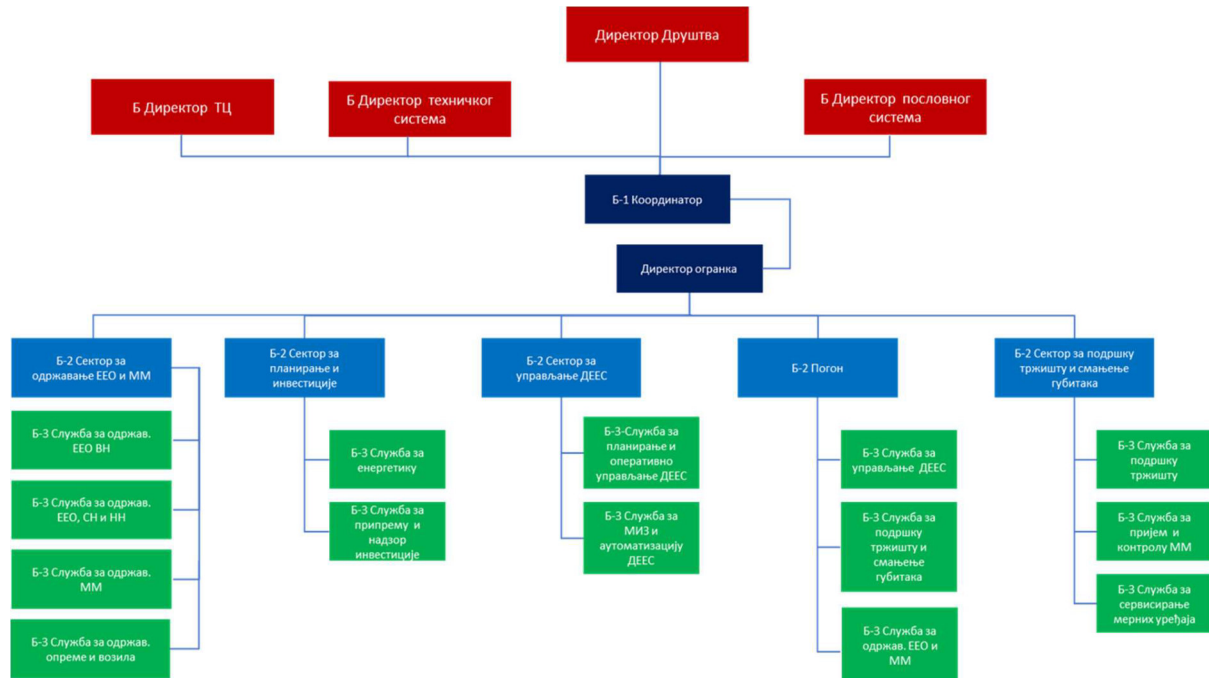 Директор Друштва
Б Директор ТЦ
Б Директор техничког
система
Б Директор пословног
система
Б-1 Координатор
Директор огранка
Б-2 Сектор за
одржавање ЕЕО и ММ
Б-2 Сектор за
планирање и
инвестиције
Б-2 Сектор за
управљање ДЕЕС
Б-2 Погон
Б-2 Сектор за подршку
тржишту и смањење
губитака
Б-3 Служба за одржав.
ЕЕО ВН
Б-3 Служба за одржав.
ЕЕО, СН и НН
Б-3 Служба за одржав.
ММ
Б-3 Служба за одржав.
опреме и возила
Б-3 Служба за
енергетику
Б-3 Служба за
припрему и
надзор
инвестиције
Б-3-Служба за
планирање и
оперативно
управљање ДЕЕС
Б-3 Служба за
МИЗ и
аутоматизацију
ДЕЕС
Б-3 Служба за
управљање ДЕЕС
Б-3 Служба за
подршку
тржишту и
смањење
губитака
Б-3 Служба за
одржав. ЕЕО и
ММ
Б-3 Служба за
подршку
тржишту
Б-3 Служба за
пријем и
контролу ММ
Б-3 Служба за
сервисирање
мерних уређаја